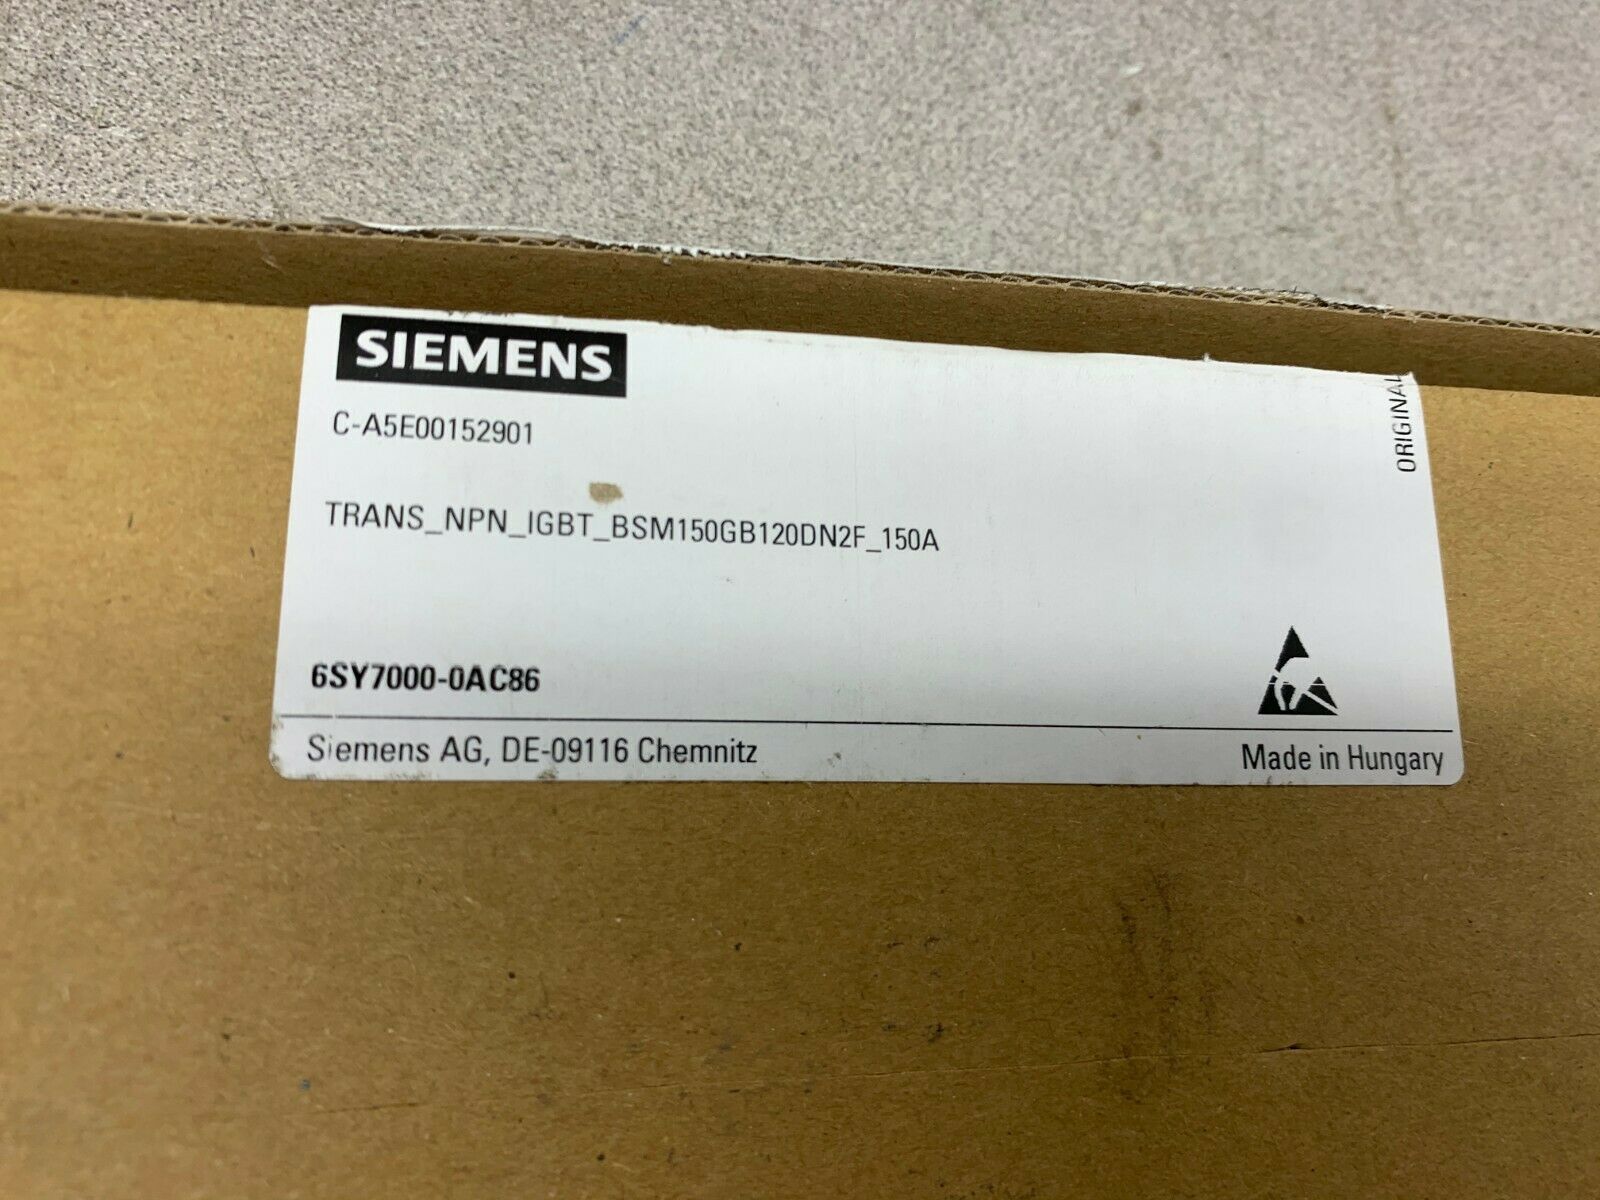 SIEMENS
C-A5E00152901
TRANS_NPN_IGBT_BSM150GB120DN2F_150A
6SY7000-0AC86
Siemens AG, DE-09116 Chemnitz
Made in Hungary
ORIGINAL